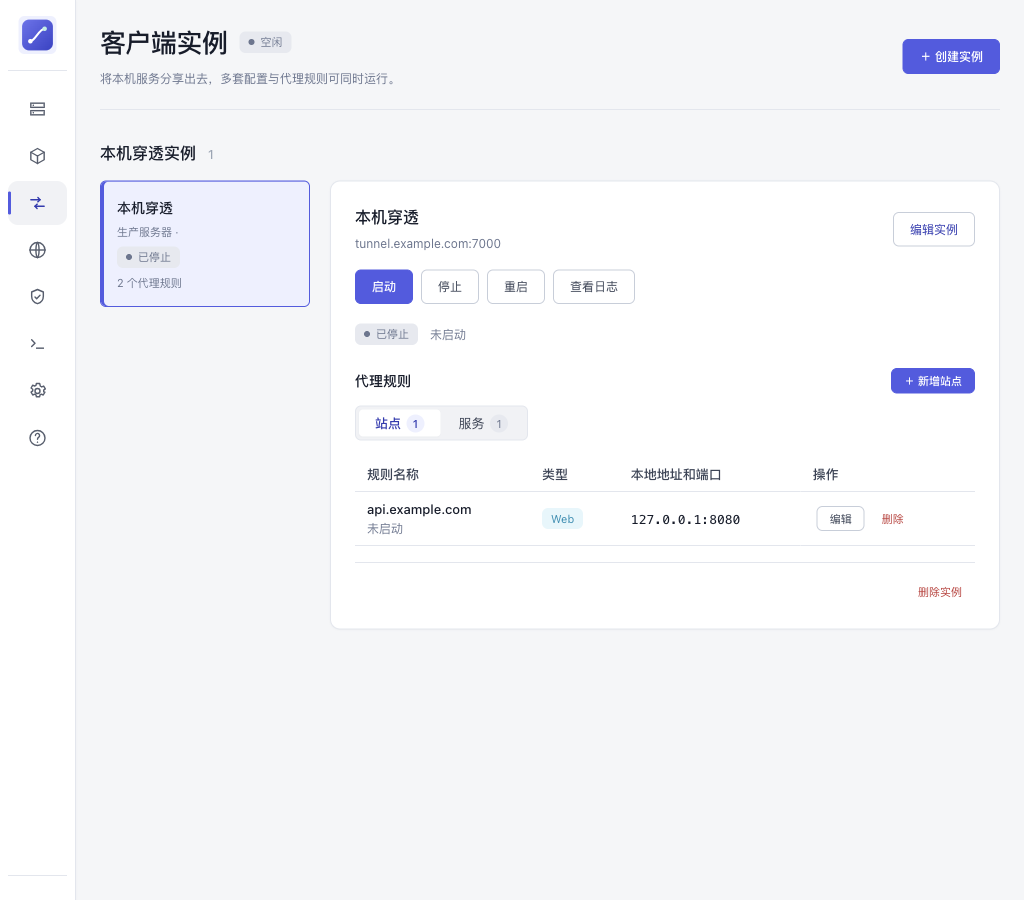 客户端实例 空闲
将本机服务分享出去，多套配置与代理规则可同时运行。
+ 创建实例
本机穿透实例 1
本机穿透
生产服务器 ·
已停止
2 个代理规则
本机穿透
tunnel.example.com:7000
编辑实例
启动 停止 重启 查看日志
已停止 未启动
代理规则
+ 新增站点
站点 1 服务 1
规则名称 类型 本地地址和端口 操作
api.example.com
未启动
Web 127.0.0.1:8080 编辑 删除
删除实例